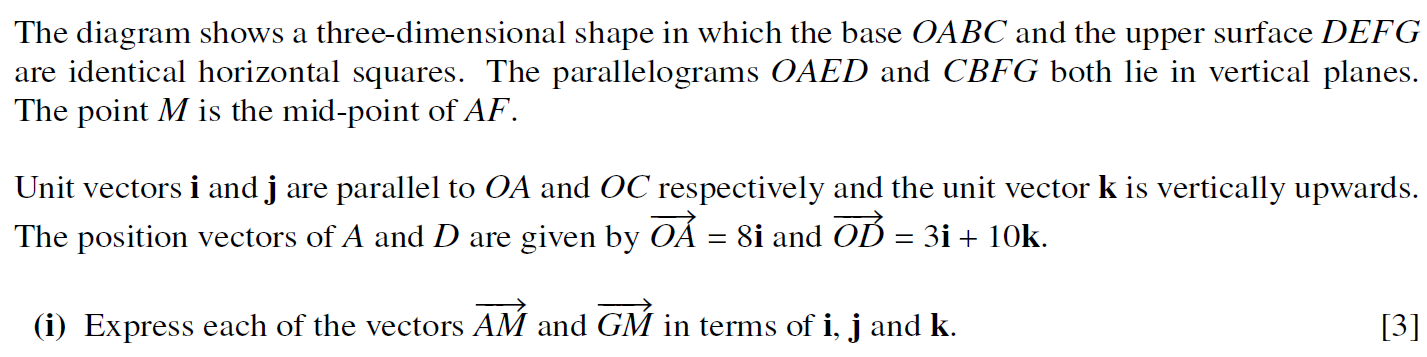 The diagram shows a three-dimensional shape in which the base OABC and the upper surface DEFG
are identical horizontal squares. The parallelograms OAED and CBFG both lie in vertical planes.
The point M is the mid-point of AF.
Unit vectors i and j are parallel to OA and OC respectively and the unit vector k is vertically upwards.
The position vectors of A and D are given by $\overrightarrow{OA}$ = 8i and $\overrightarrow{OD}$ = 3i + 10k.
(i) Express each of the vectors $\overrightarrow{AM}$ and $\overrightarrow{GM}$ in terms of i, j and k. [3]